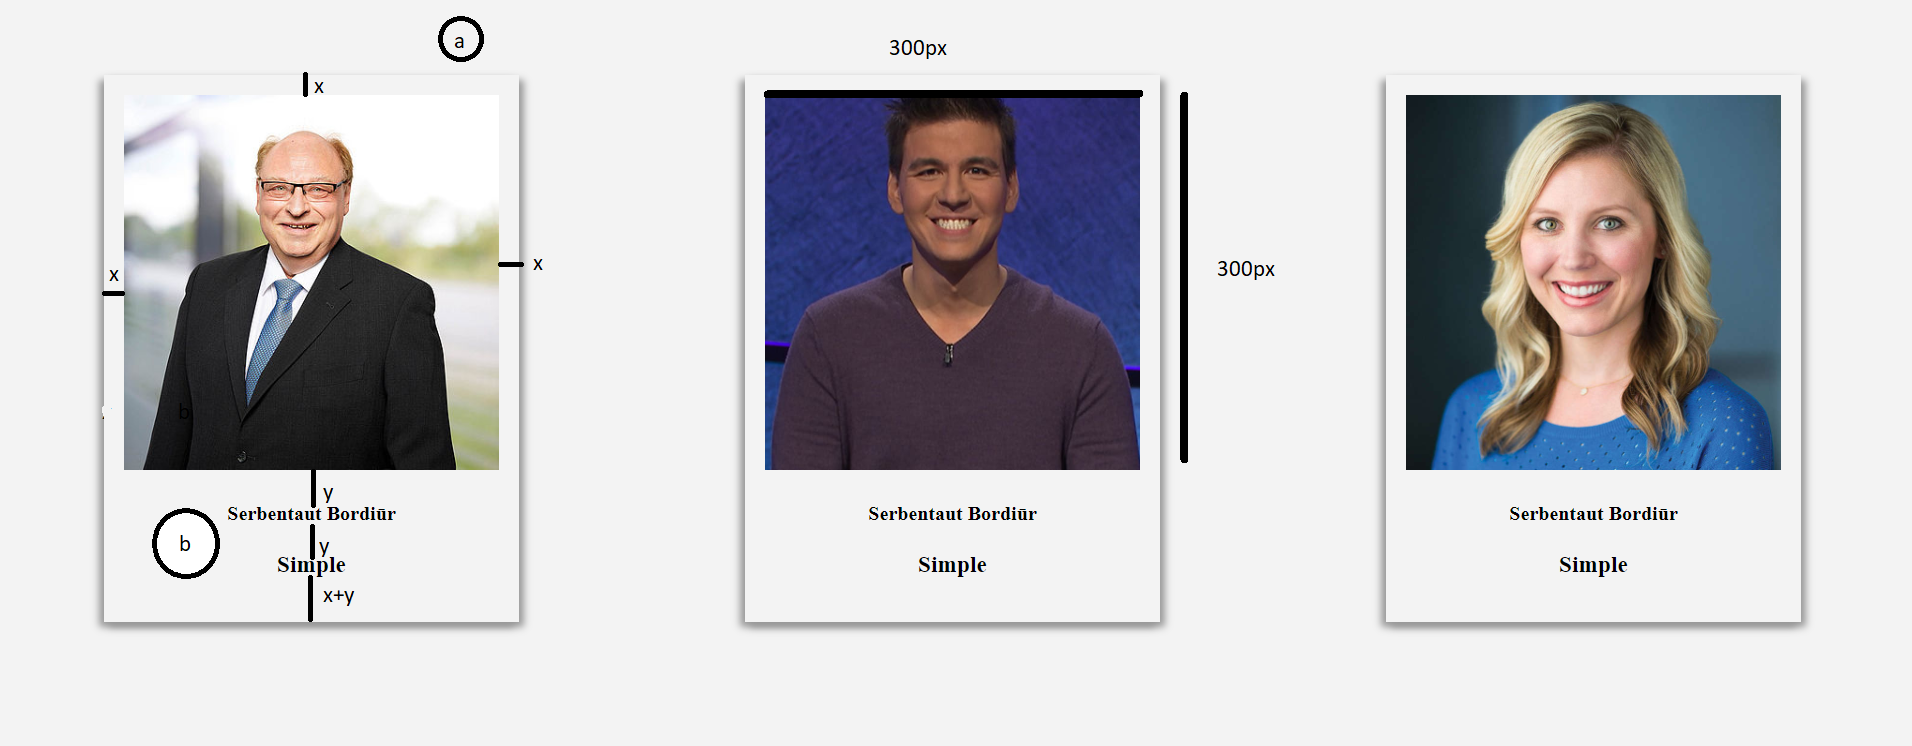 a
300px
x
x
x
300px
b
y
Serbentaut Bordiūr
b
y
Simple
x+y
Serbentaut Bordiūr
Simple
Serbentaut Bordiūr
Simple